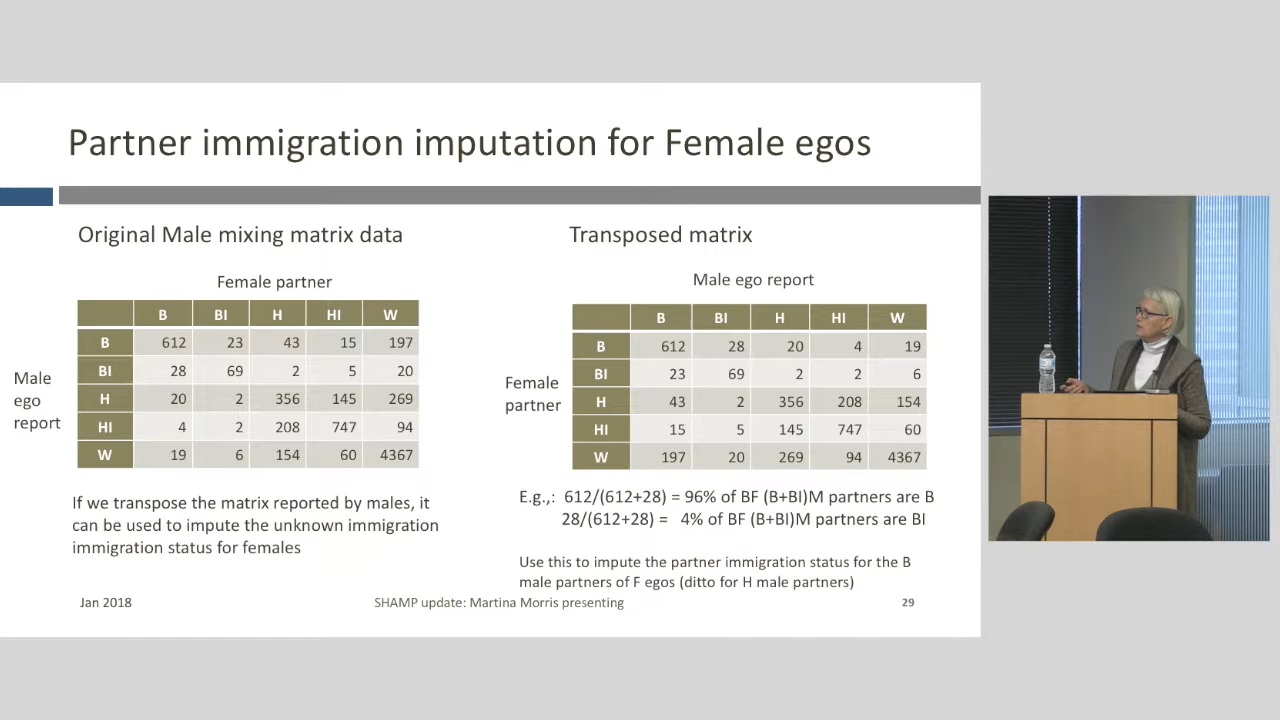 Partner immigration imputation for Female egos
Original Male mixing matrix data
Female partner
B BI H HI W
B 612 23 43 15 197
BI 28 69 2 5 20
H 20 2 356 145 269
HI 4 2 208 747 94
W 19 6 154 60 4367
Male
ego
report
If we transpose the matrix reported by males, it
can be used to impute the unknown immigration
immigration status for females
Transposed matrix
Male ego report
B BI H HI W
B 612 28 20 4 19
BI 23 69 2 2 6
H 43 2 356 208 154
HI 15 5 145 747 60
W 197 20 269 94 4367
Female
partner
E.g.,: 612/(612+28) = 96% of BF (B+BI)M partners are B
28/(612+28) = 4% of BF (B+BI)M partners are BI
Use this to impute the partner immigration status for the B
male partners of F egos (ditto for H male partners)
Jan 2018
SHAMP update: Martina Morris presenting
29